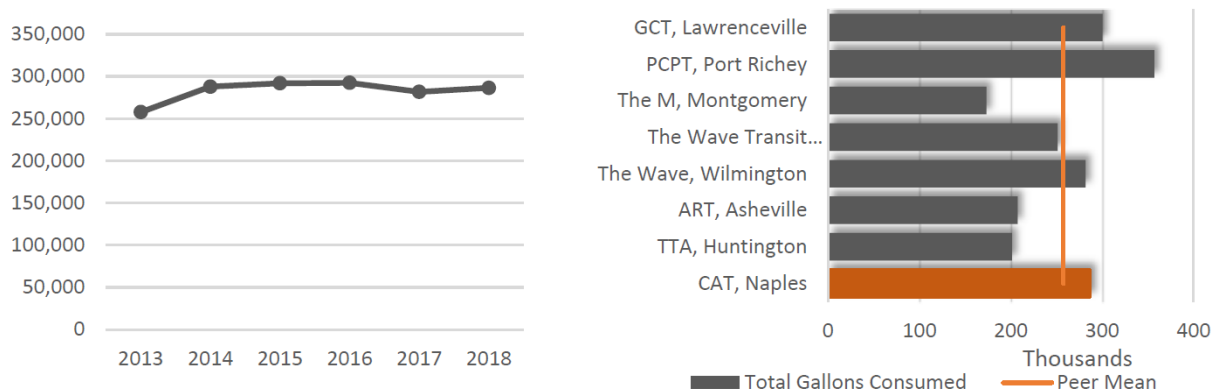 350,000
300,000
250,000
200,000
150,000
100,000
50,000
0
2013 2014 2015 2016 2017 2018
GCT, Lawrenceville
PCPT, Port Richey
The M, Montgomery
The Wave Transit...
The Wave, Wilmington
ART, Asheville
TTA, Huntington
CAT, Naples
0 100 200 300 400
Thousands
Total Gallons Consumed Peer Mean